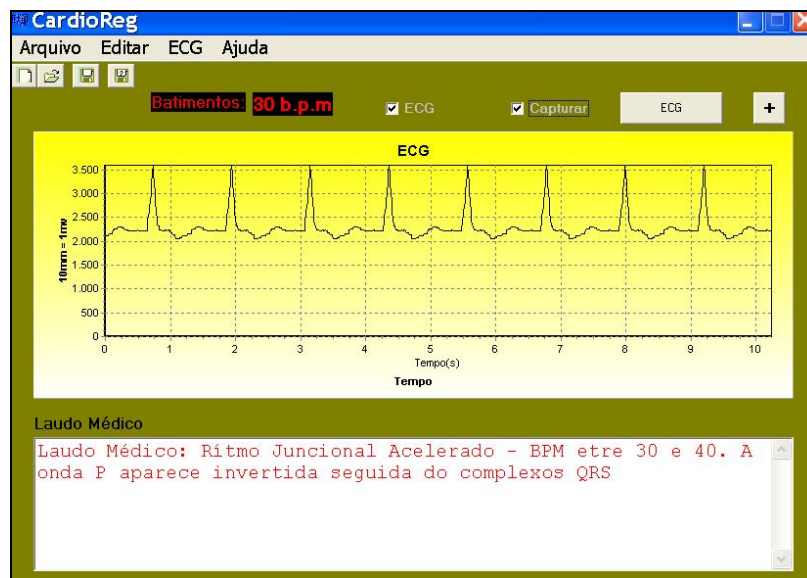 CardioReg
Arquivo Editar ECG Ajuda
Batimentos: 30 b.p.m ECG Capturar ECG +
ECG
3.500
3.000
2.500
2.000
1.500
1.000
500
0
10mm = 1mv
0 1 2 3 4 5 6 7 8 9 10
Tempo(s)
Tempo
Laudo Médico
Laudo Médico: Ritmo Juncional Acelerado - BPM etre 30 e 40. A
onda P aparece invertida seguida do complexos QRS